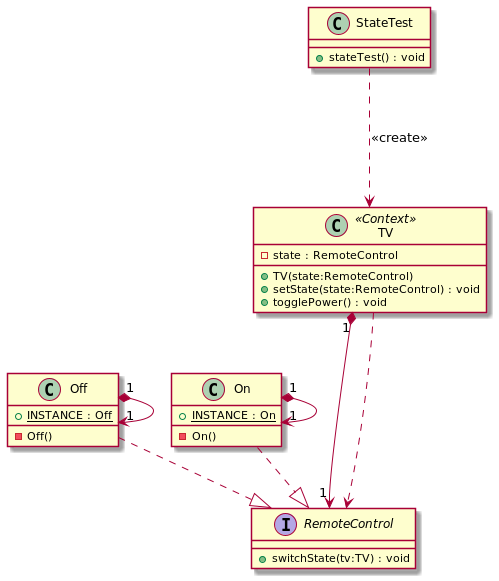 C StateTest
stateTest() : void
«create»
«Context»
C TV
state : RemoteControl
TV(state:RemoteControl)
setState(state:RemoteControl) : void
togglePower() : void
1
C Off
INSTANCE : Off
Off()
1
1
C On
INSTANCE : On
On()
1
1
1
I RemoteControl
switchState(tv:TV) : void